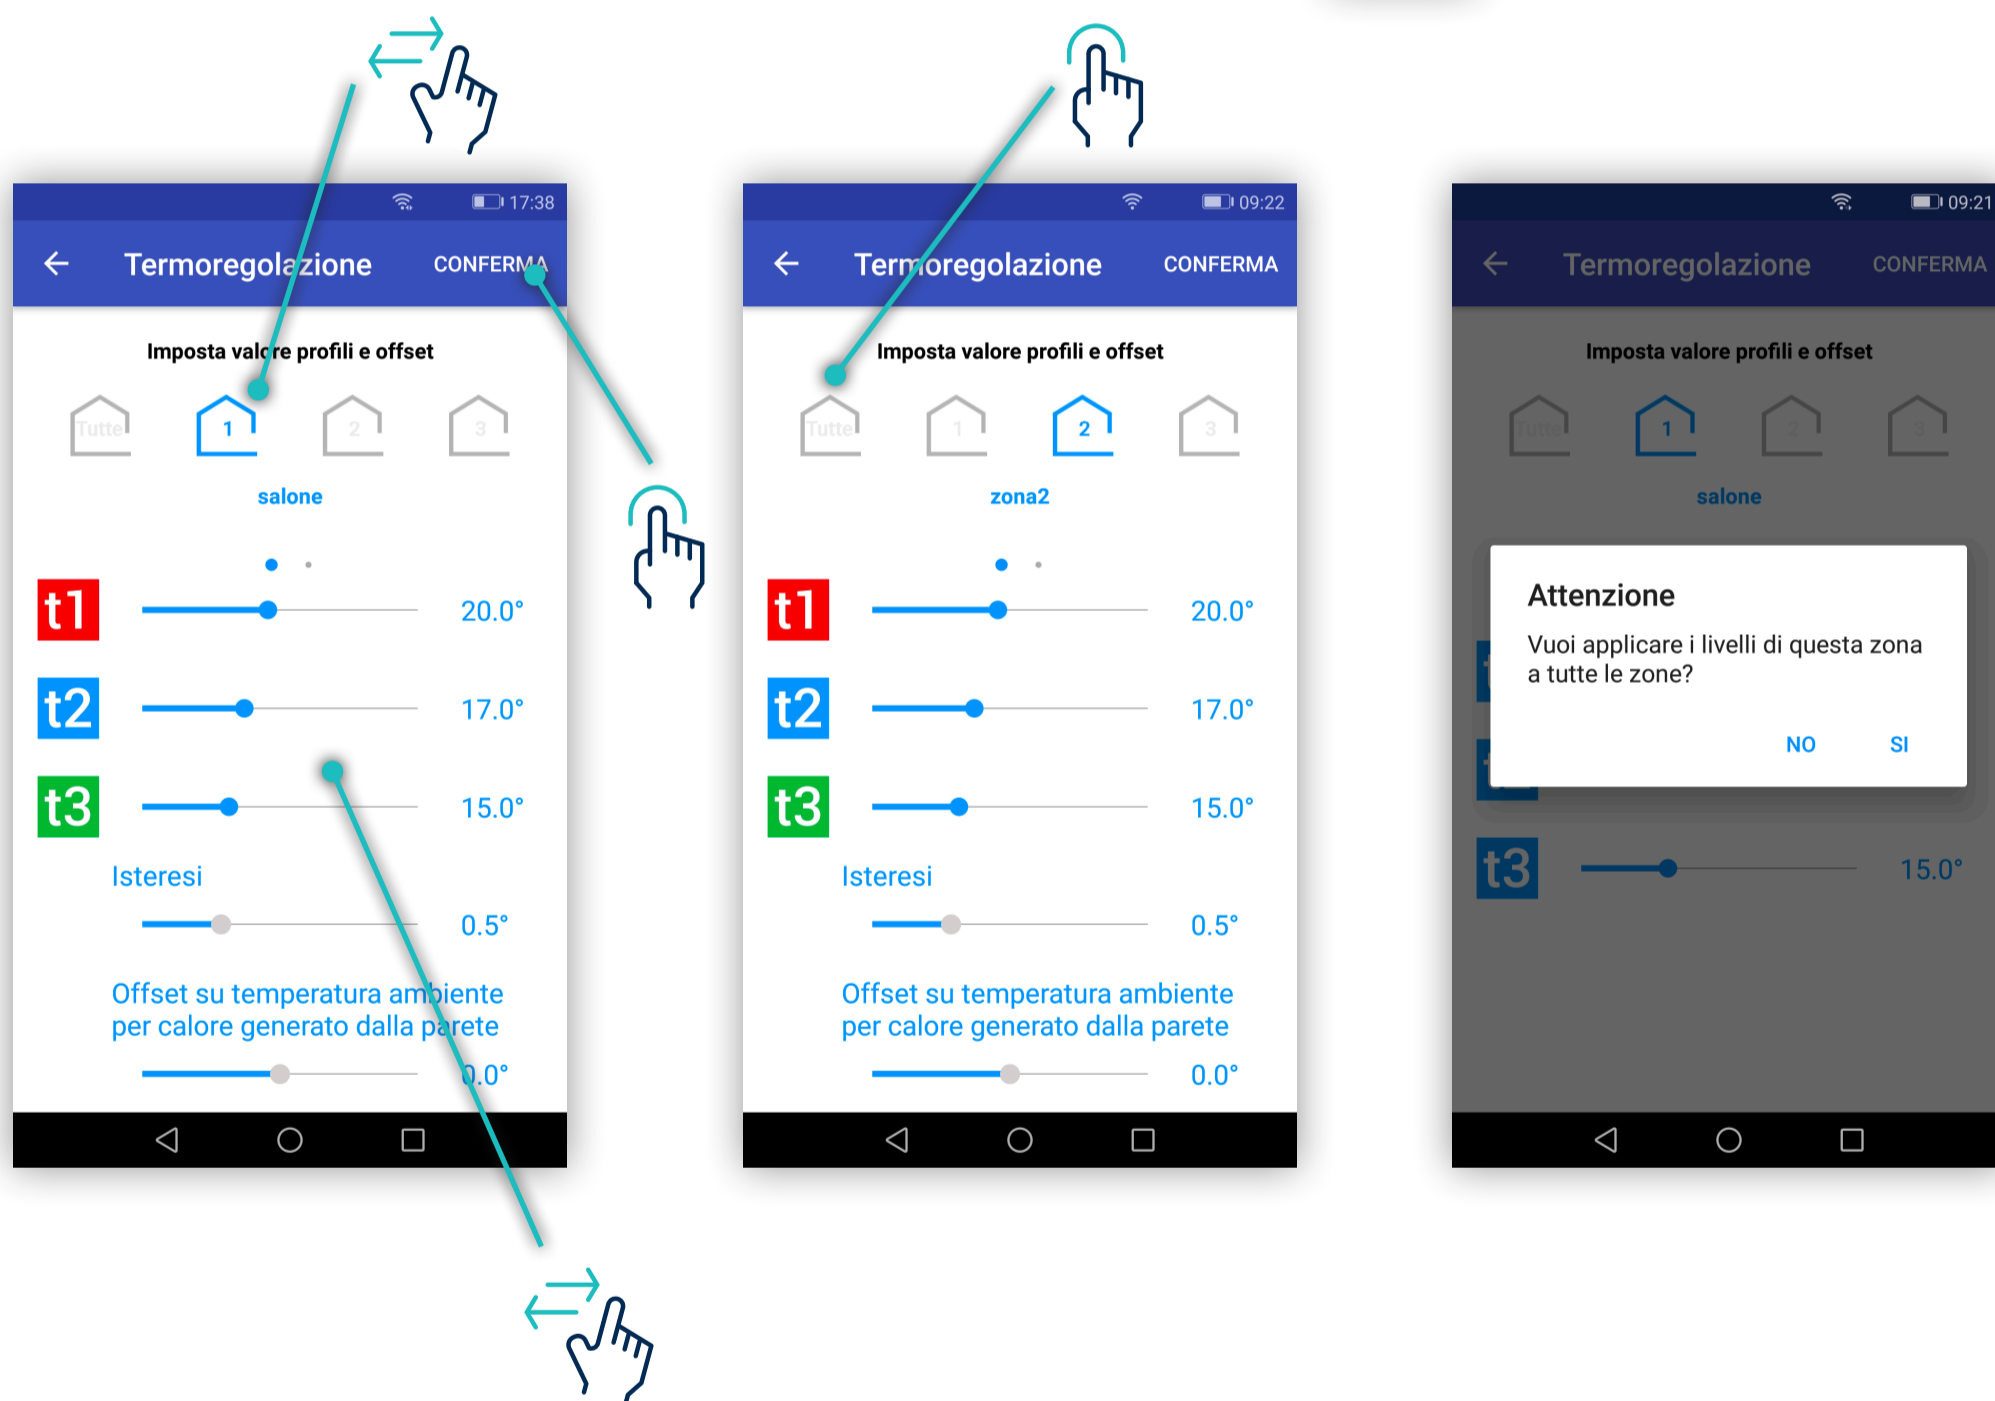 17:38
Termoregolazione CONFERMA
Imposta valore profili e offset
Tutte 1 2 3
salone
t1 20.0°
t2 17.0°
t3 15.0°
Isteresi
0.5°
Offset su temperatura ambiente
per calore generato dalla parete
0.0°
09:22
Termoregolazione CONFERMA
Imposta valore profili e offset
Tutte 1 2 3
zona2
t1 20.0°
t2 17.0°
t3 15.0°
Isteresi
0.5°
Offset su temperatura ambiente
per calore generato dalla parete
0.0°
09:21
Termoregolazione CONFERMA
Imposta valore profili e offset
Tutte 1 2 3
salone
Attenzione
Vuoi applicare i livelli di questa zona
a tutte le zone?
NO SI
t3 15.0°